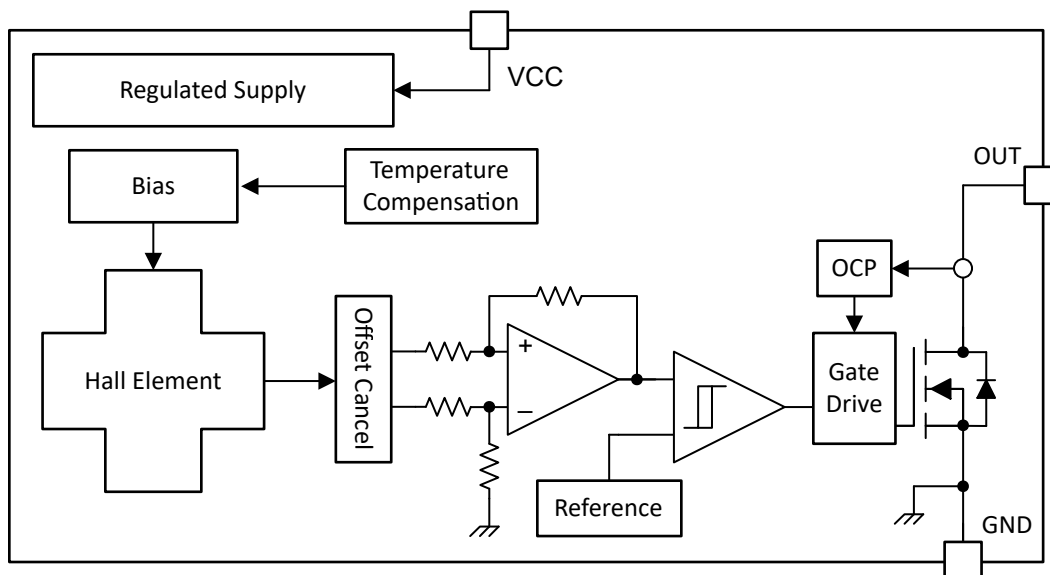 Regulated Supply
VCC
OUT
Bias
Temperature
Compensation
OCP
Hall Element
Offset Cancel
+
−
Gate
Drive
Reference
GND